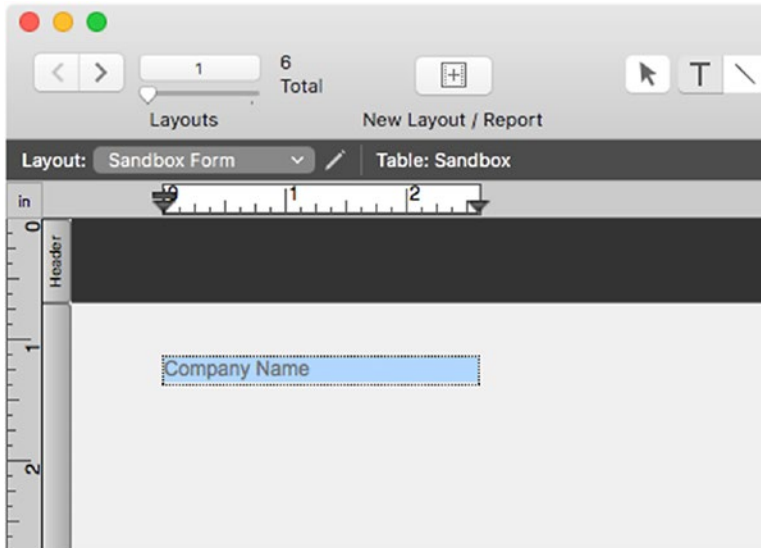 1
6
Total
T
Layouts
New Layout / Report
Layout: Sandbox Form
Table: Sandbox
in
0 1 2
0
Header
1
Company Name
2